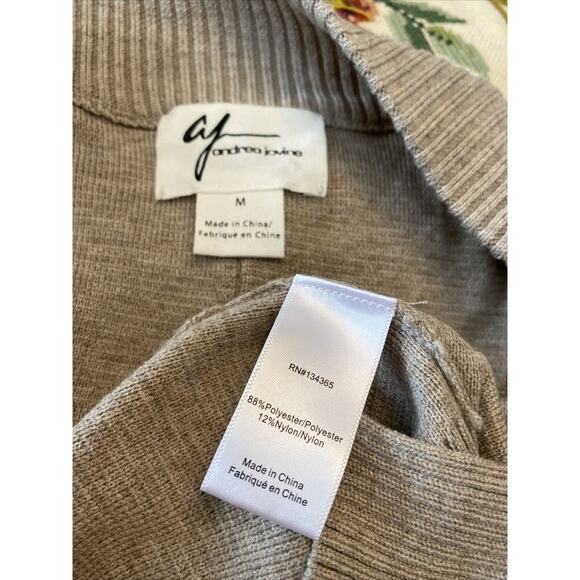 aj
andrea jovine
M
Made in China/
Fabriqué en Chine
RN#134365
88%Polyester/Polyester
12%Nylon/Nylon
Made in China
Fabriqué en Chine